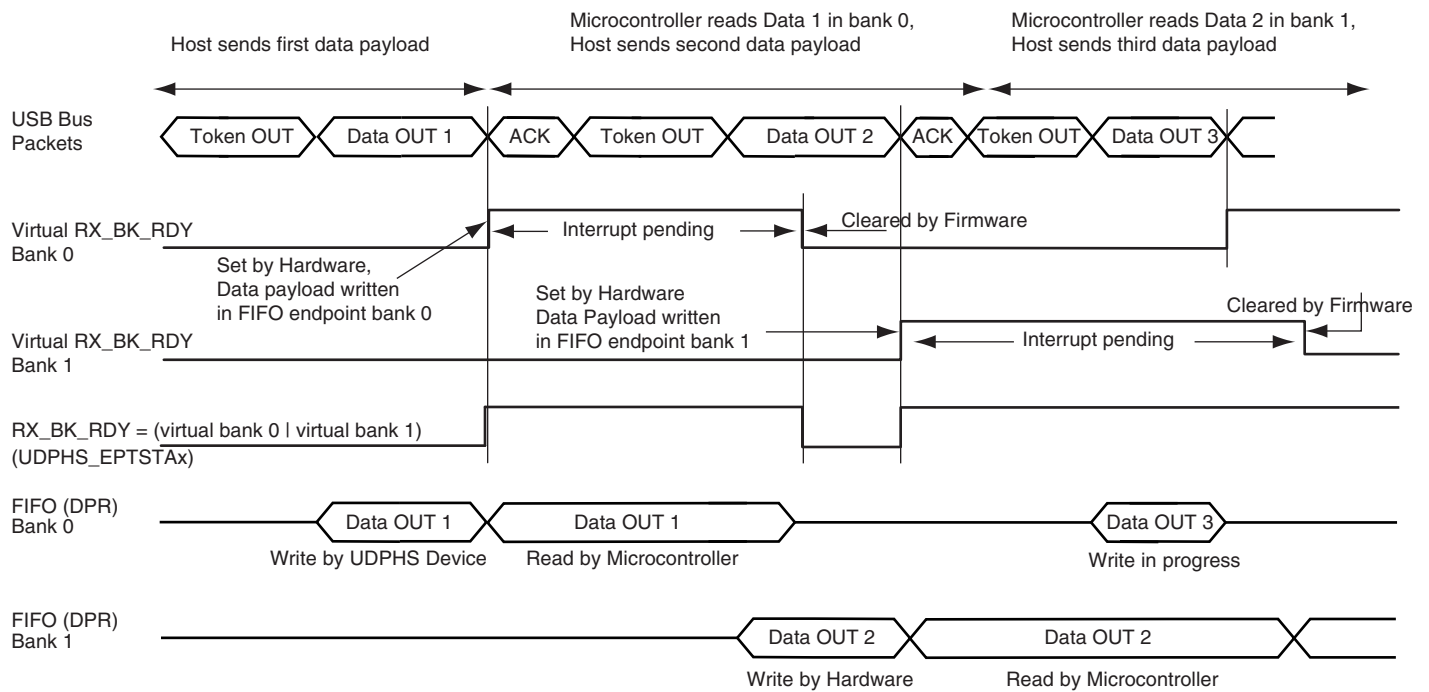 Host sends first data payload
Microcontroller reads Data 1 in bank 0,
Host sends second data payload
Microcontroller reads Data 2 in bank 1,
Host sends third data payload
USB Bus
Packets
Token OUT
Data OUT 1
ACK
Token OUT
Data OUT 2
ACK
Token OUT
Data OUT 3
Virtual RX_BK_RDY
Bank 0
Interrupt pending
Cleared by Firmware
Set by Hardware,
Data payload written
in FIFO endpoint bank 0
Set by Hardware
Data Payload written
in FIFO endpoint bank 1
Cleared by Firmware
Virtual RX_BK_RDY
Bank 1
Interrupt pending
RX_BK_RDY = (virtual bank 0 | virtual bank 1)
(UDPHS_EPTSTAx)
FIFO (DPR)
Bank 0
Data OUT 1
Data OUT 1
Data OUT 3
Write by UDPHS Device
Read by Microcontroller
Write in progress
FIFO (DPR)
Bank 1
Data OUT 2
Data OUT 2
Write by Hardware
Read by Microcontroller